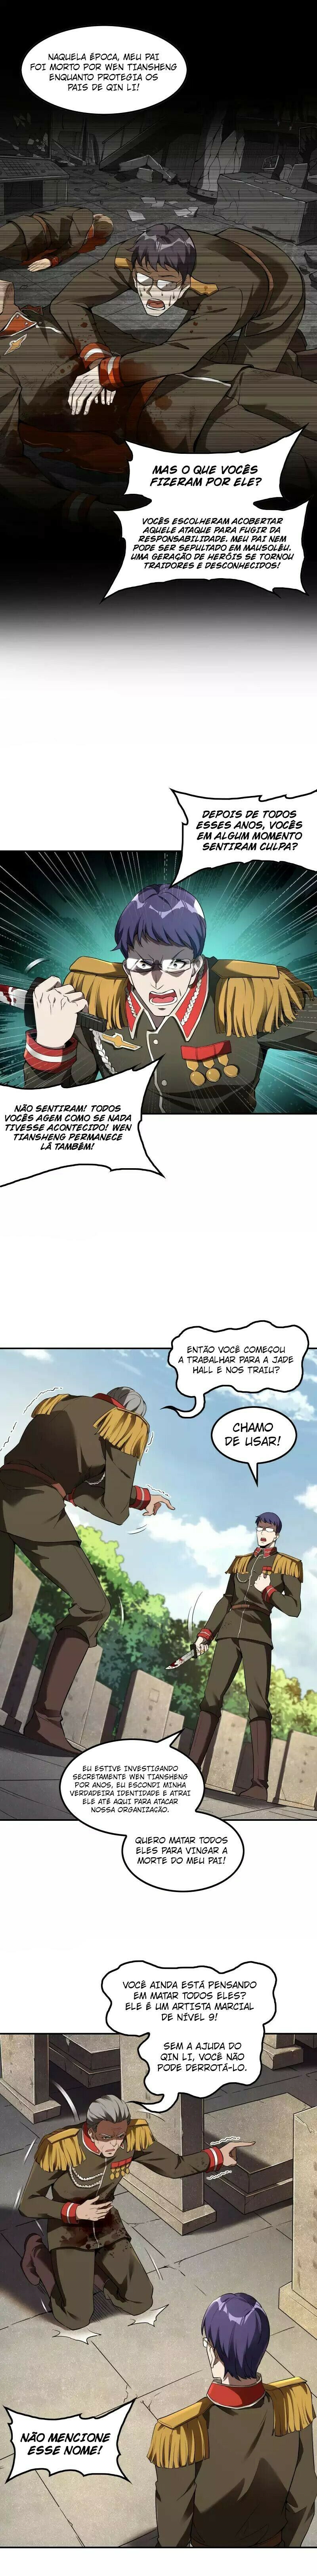 NAQUELA ÉPOCA, MEU PAI
FOI MORTO POR WEN TIANSHENG
ENQUANTO PROTEGIA OS
PAIS DE QIN LI!
MAS O QUE VOCÊS
FIZERAM POR ELE?
VOCÊS ESCOLHERAM ACOBERTAR
AQUELE ATAQUE PARA FUGIR DA
RESPONSABILIDADE. MEU PAI NEM
PODE SER SEPULTADO EM MAUSOLÉU.
UMA GERAÇÃO DE HERÓIS SE TORNOU
TRAIDORES E DESCONHECIDOS!
DEPOIS DE TODOS
ESSES ANOS, VOCÊS
EM ALGUM MOMENTO
SENTIRAM CULPA?
NÃO SENTIRAM! TODOS
VOCÊS AGEM COMO SE NADA
TIVESSE ACONTECIDO! WEN
TIANSHENG PERMANECE
LÁ TAMBÉM!
ENTÃO VOCÊ COMEÇOU
A TRABALHAR PARA A JADE
HALL E NOS TRAIU?
CHAMO
DE USAR!
EU ESTIVE INVESTIGANDO
SECRETAMENTE WEN TIANSHENG
POR ANOS, EU ESCONDI MINHA
VERDADEIRA IDENTIDADE E ATRAI
ELE ATÉ AQUI PARA ATACAR
NOSSA ORGANIZAÇÃO.
QUERO MATAR TODOS
ELES PARA VINGAR A
MORTE DO MEU PAI!
VOCÊ AINDA ESTÁ PENSANDO
EM MATAR TODOS ELES?
ELE É UM ARTISTA MARCIAL
DE NÍVEL 9!
SEM A AJUDA DO
QIN LI, VOCÊ NÃO
PODE DERROTÁ-LO.
NÃO MENCIONE
ESSE NOME!